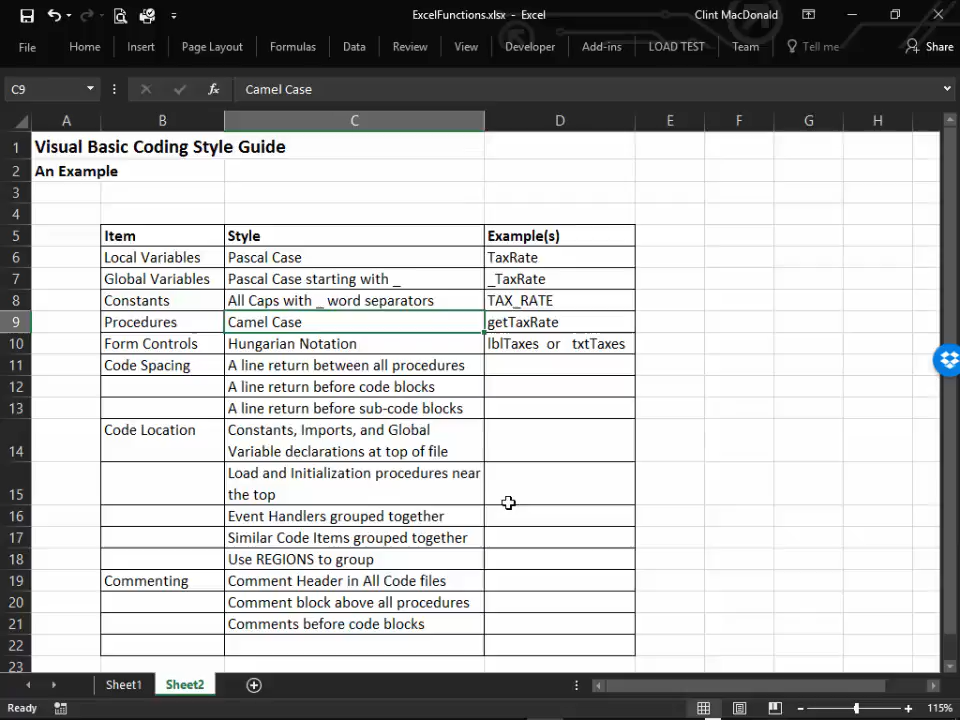 ExcelFunctions.xlsx - Excel
Clint MacDonald
File Home Insert Page Layout Formulas Data Review View Developer Add-ins LOAD TEST Team Tell me Share
C9 fx Camel Case
A B C D E F G H
1 Visual Basic Coding Style Guide
2 An Example
3
4
5 Item Style Example(s)
6 Local Variables Pascal Case TaxRate
7 Global Variables Pascal Case starting with _ _TaxRate
8 Constants All Caps with _ word separators TAX_RATE
9 Procedures Camel Case getTaxRate
10 Form Controls Hungarian Notation lblTaxes or txtTaxes
11 Code Spacing A line return between all procedures
12 A line return before code blocks
13 A line return before sub-code blocks
Code Location Constants, Imports, and Global
14 Variable declarations at top of file
Load and Initialization procedures near
15 the top
16 Event Handlers grouped together
17 Similar Code Items grouped together
18 Use REGIONS to group
19 Commenting Comment Header in All Code files
20 Comment block above all procedures
21 Comments before code blocks
22
23
Sheet1 Sheet2
Ready 115%